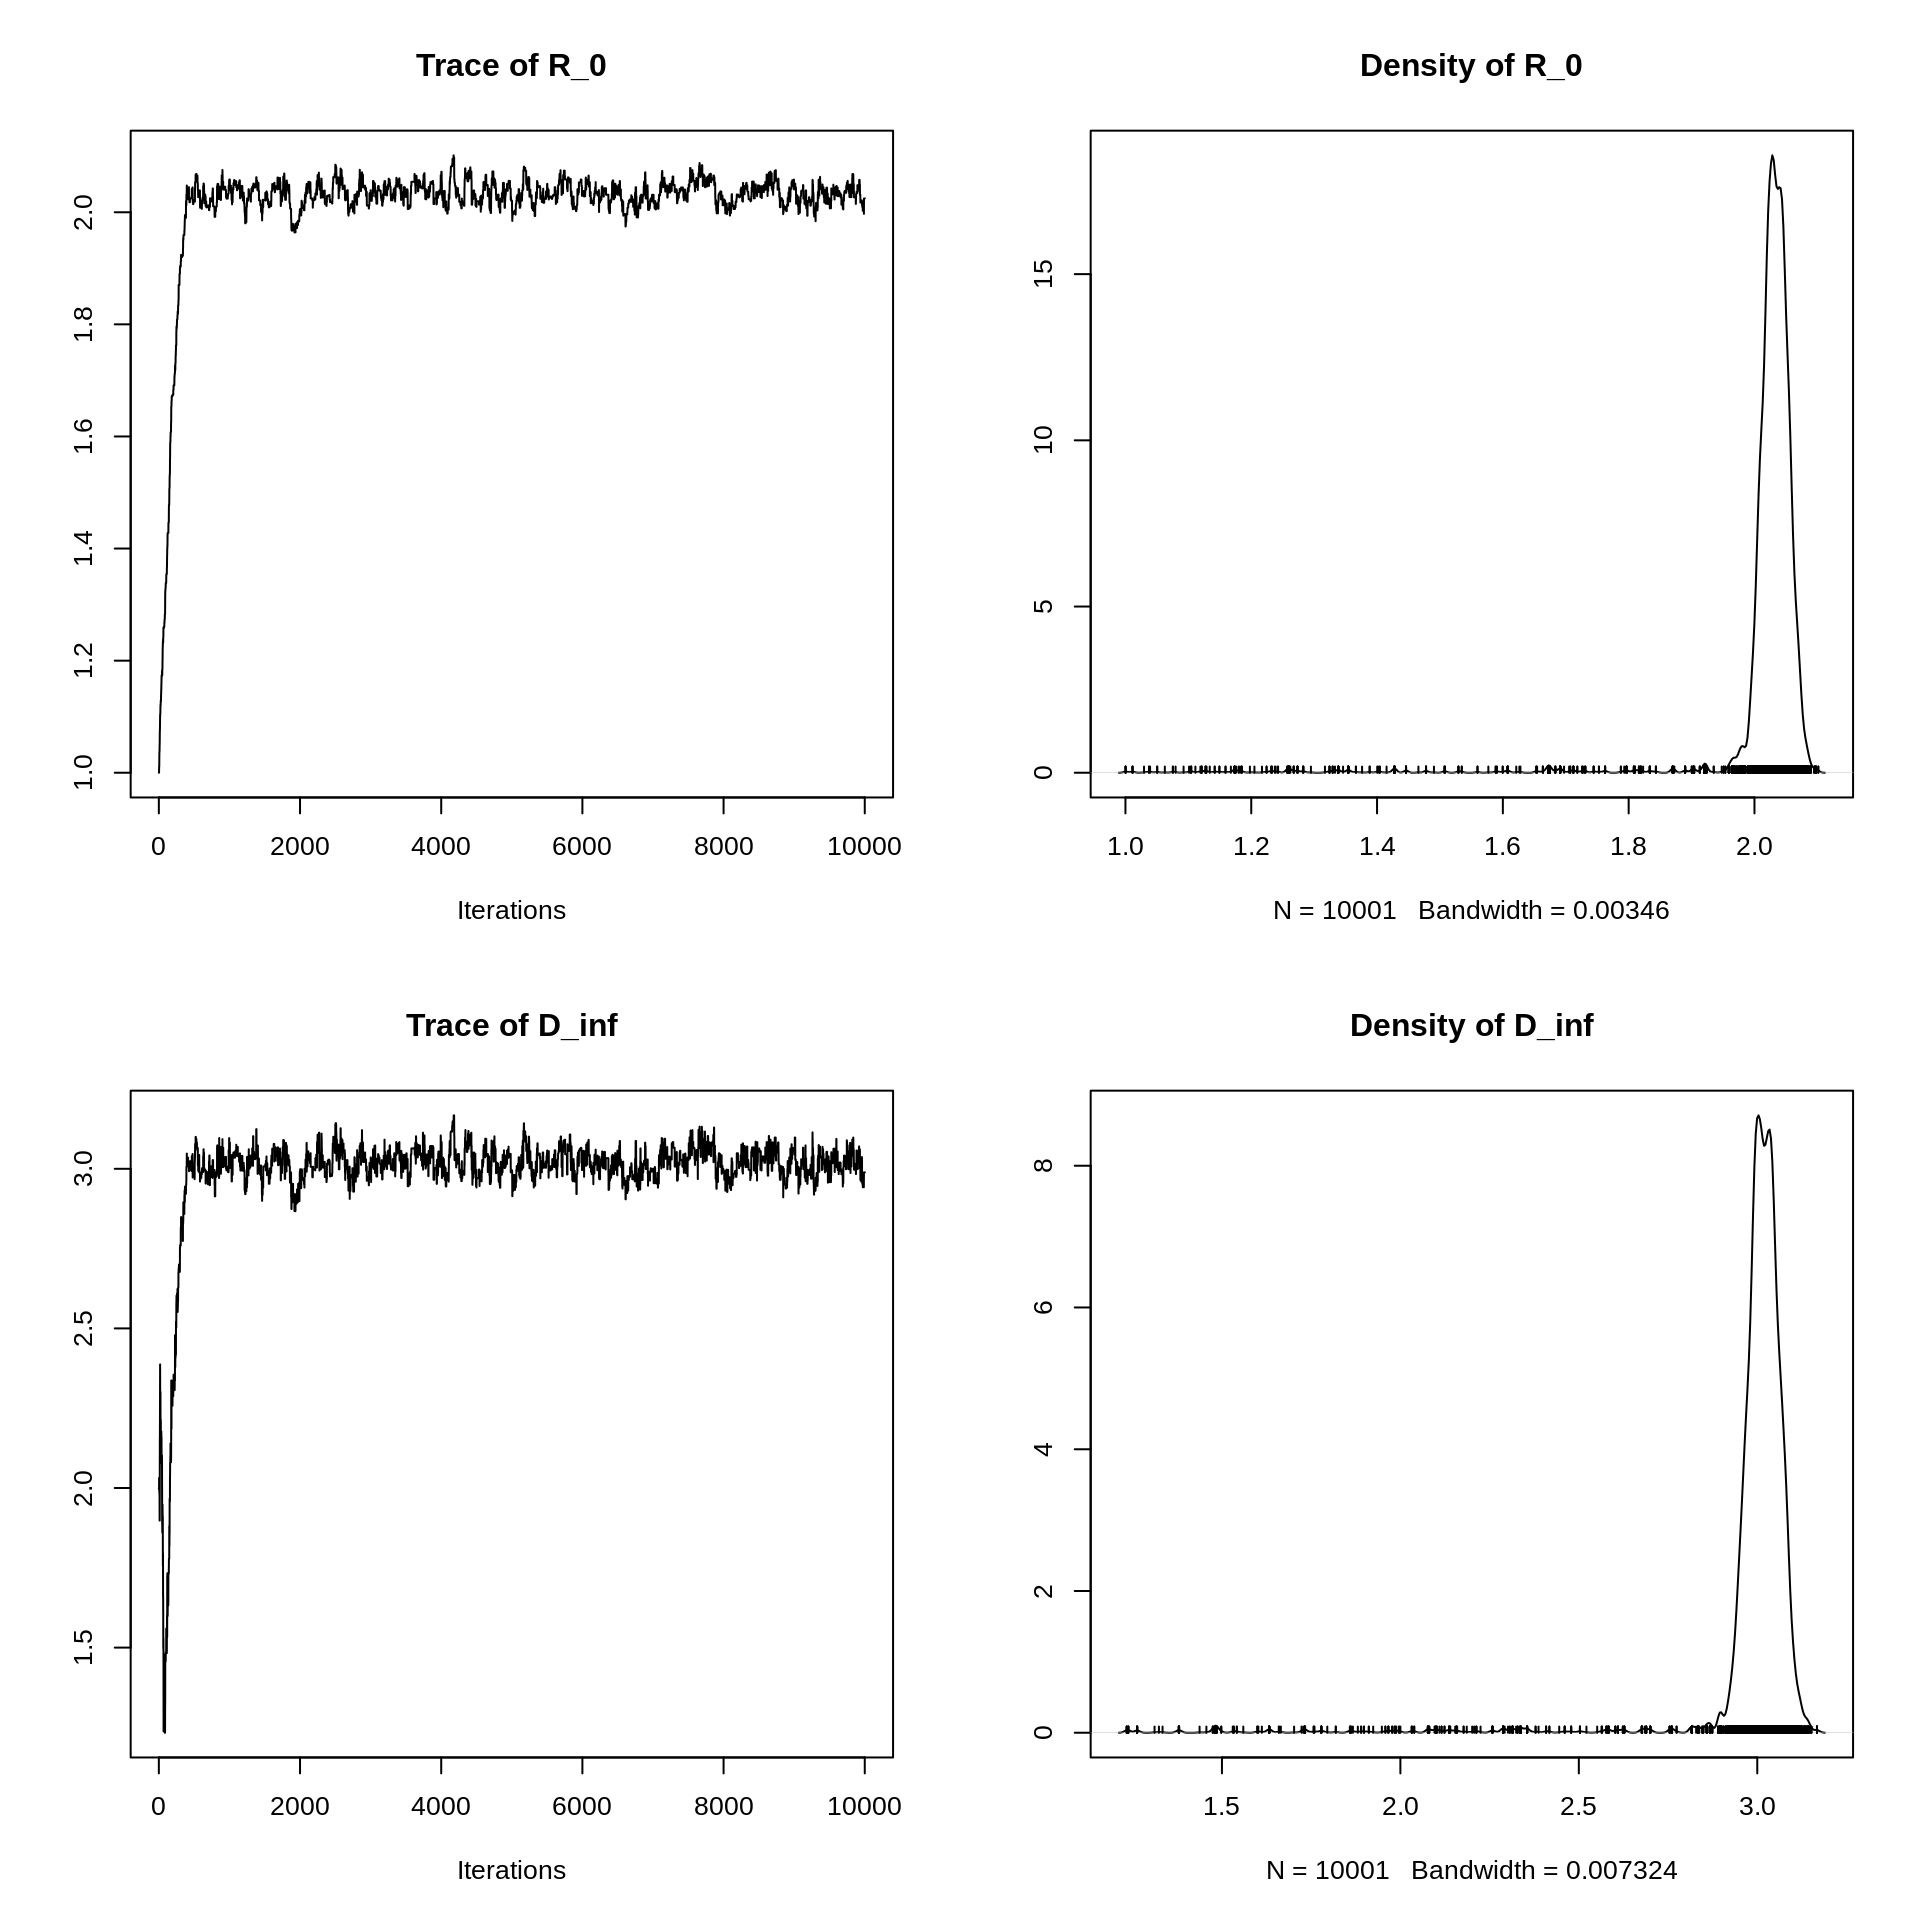 Trace of R_0
2.0
1.8
1.6
1.4
1.2
1.0
0 2000 4000 6000 8000 10000
Iterations
Density of R_0
15
10
5
0
1.0 1.2 1.4 1.6 1.8 2.0
N = 10001 Bandwidth = 0.00346
Trace of D_inf
3.0
2.5
2.0
1.5
0 2000 4000 6000 8000 10000
Iterations
Density of D_inf
8
6
4
2
0
1.5 2.0 2.5 3.0
N = 10001 Bandwidth = 0.007324